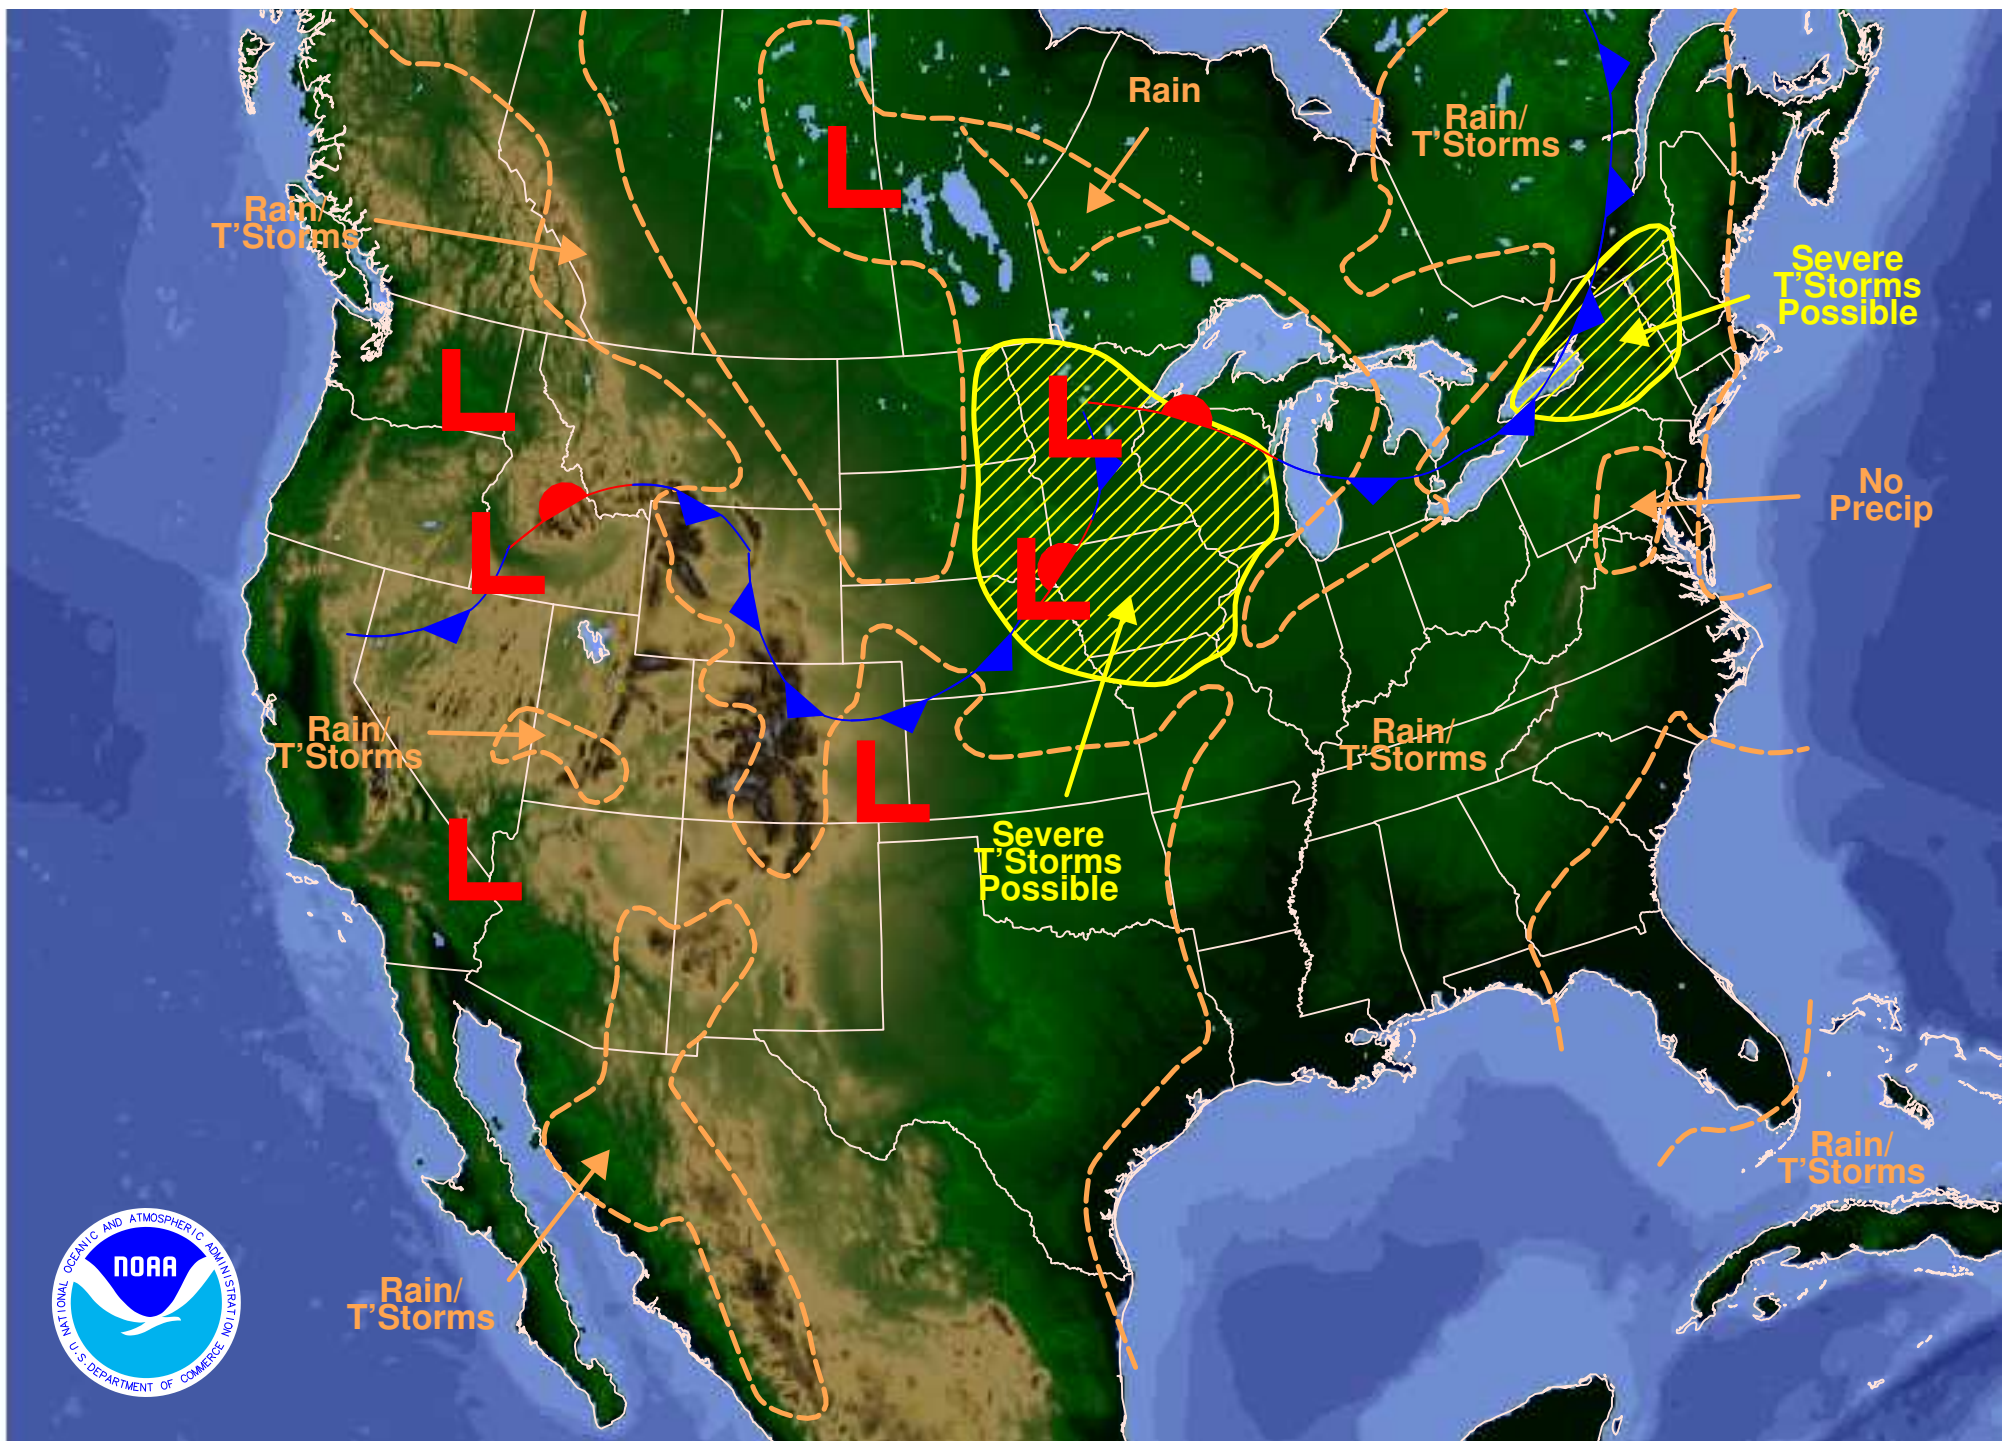 Rain
Rain/
T'Storms
Rain/
T'Storms
Severe
T'Storms
Possible
No
Precip
Rain/
T'Storms
Rain/
T'Storms
Severe
T'Storms
Possible
Rain/
T'Storms
Rain/
T'Storms
L
L
L
L
L
L
L
NATIONAL OCEANIC AND ATMOSPHERIC ADMINISTRATION
NOAA
U.S. DEPARTMENT OF COMMERCE